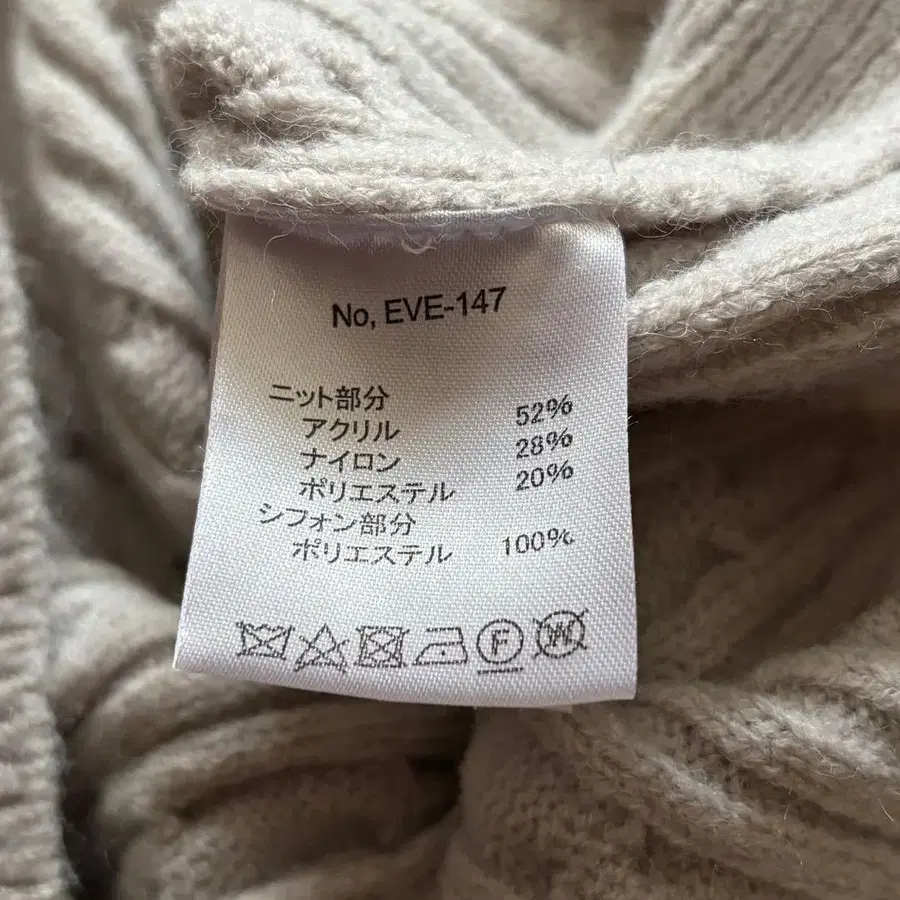 No, EVE-147
ニット部分
アクリル 52%
ナイロン 28%
ポリエステル 20%
シフォン部分
ポリエステル 100%
F W